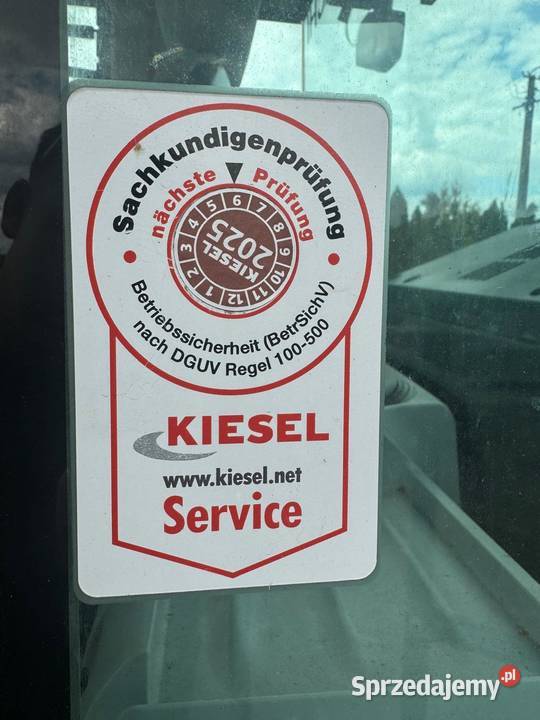 Sachkundigenprüfung
nächste Prüfung
1 2 3 4 5 6 7 8 9 10 11 12
KIESEL
2025
Betriebssicherheit (BetrSichV)
nach DGUV Regel 100-500
KIESEL
www.kiesel.net
Service
Sprzedajemy.pl